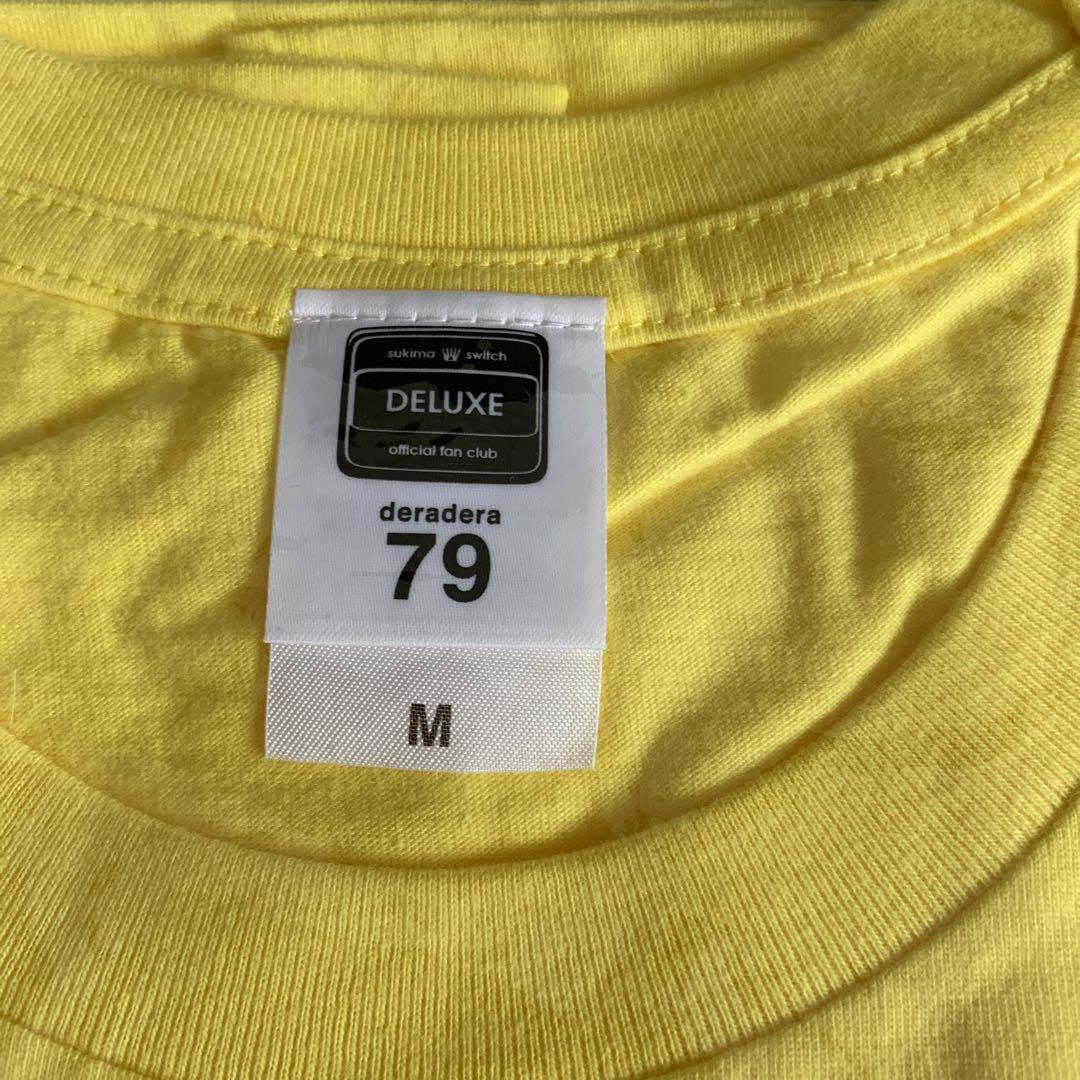 sukima switch
DELUXE
official fan club
deradera
79
M